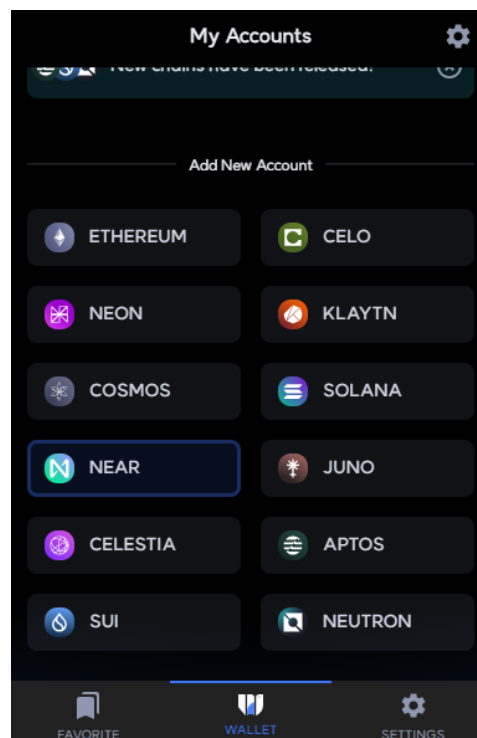 My Accounts
New chains have been released!
Add New Account
ETHEREUM
CELO
NEON
KLAYTN
COSMOS
SOLANA
NEAR
JUNO
CELESTIA
APTOS
SUI
NEUTRON
FAVORITE
WALLET
SETTINGS